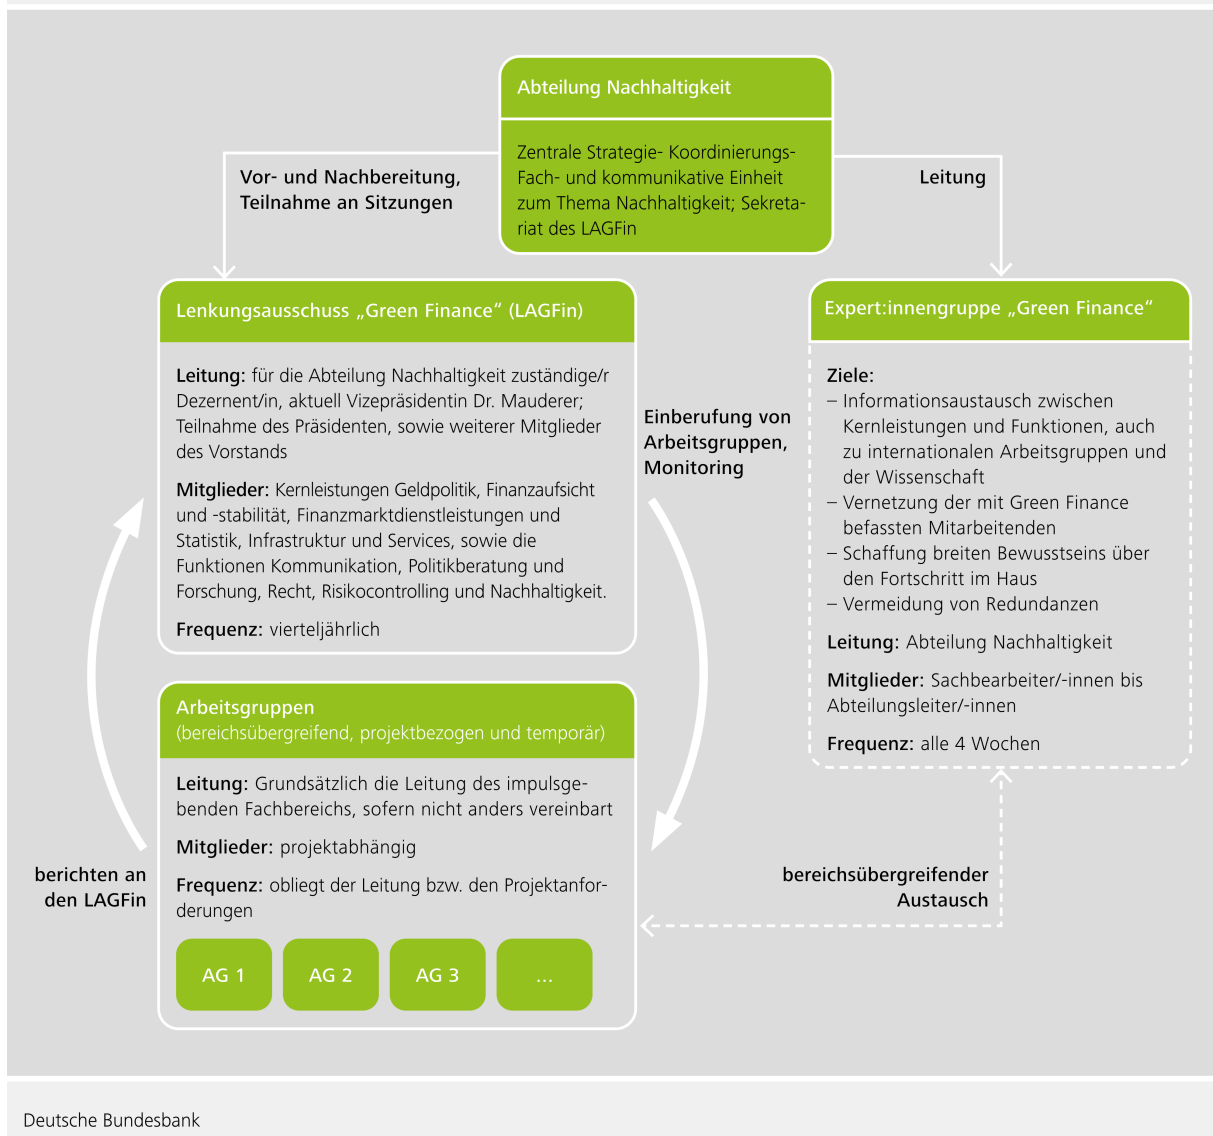 Abteilung Nachhaltigkeit
Zentrale Strategie- Koordinierungs-
Fach- und kommunikative Einheit
zum Thema Nachhaltigkeit; Sekreta-
riat des LAGFin
Vor- und Nachbereitung,
Teilnahme an Sitzungen
Leitung
Lenkungsausschuss „Green Finance“ (LAGFin)
Leitung: für die Abteilung Nachhaltigkeit zuständige/r
Dezernent/in, aktuell Vizepräsidentin Dr. Mauderer;
Teilnahme des Präsidenten, sowie weiterer Mitglieder
des Vorstands
Mitglieder: Kernleistungen Geldpolitik, Finanzaufsicht
und -stabilität, Finanzmarktdienstleistungen und
Statistik, Infrastruktur und Services, sowie die
Funktionen Kommunikation, Politikberatung und
Forschung, Recht, Risikocontrolling und Nachhaltigkeit.
Frequenz: vierteljährlich
Einberufung von
Arbeitsgruppen,
Monitoring
Expert:innengruppe „Green Finance“
Ziele:
– Informationsaustausch zwischen
Kernleistungen und Funktionen, auch
zu internationalen Arbeitsgruppen und
der Wissenschaft
– Vernetzung der mit Green Finance
befassten Mitarbeitenden
– Schaffung breiten Bewusstseins über
den Fortschritt im Haus
– Vermeidung von Redundanzen
Leitung: Abteilung Nachhaltigkeit
Mitglieder: Sachbearbeiter/-innen bis
Abteilungsleiter/-innen
Frequenz: alle 4 Wochen
Arbeitsgruppen
(bereichsübergreifend, projektbezogen und temporär)
Leitung: Grundsätzlich die Leitung des impulsge-
benden Fachbereichs, sofern nicht anders vereinbart
Mitglieder: projektabhängig
Frequenz: obliegt der Leitung bzw. den Projektanfor-
derungen
AG 1
AG 2
AG 3
...
berichten an
den LAGFin
bereichsübergreifender
Austausch
Deutsche Bundesbank